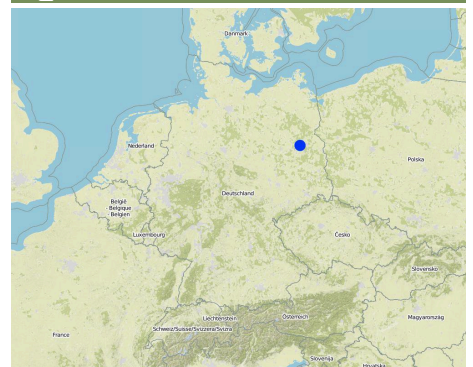 Danmark
Nederland
Polska
Deutschland
België
Belgique
Belgien
Luxembourg
Česko
Slovensko
Liechtenstein
Österreich
Magyarország
Schweiz/Suisse/Svizzera/Svizra
France
Slovenija
Hrvatska